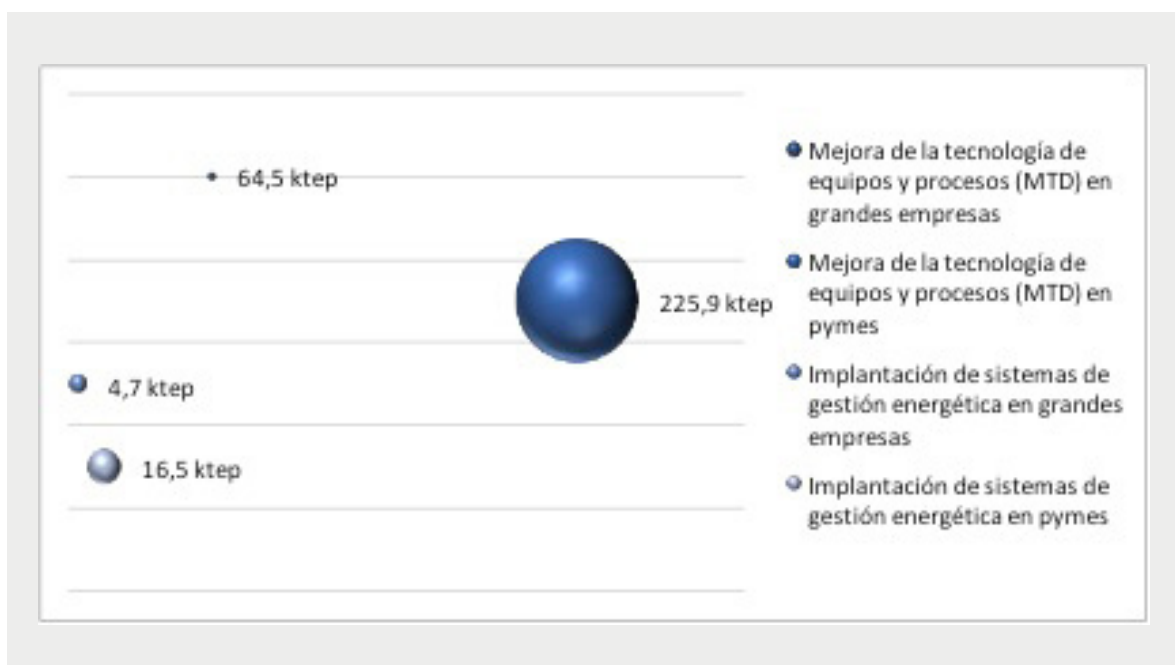 64,5 ktep
225,9 ktep
4,7 ktep
16,5 ktep
Mejora de la tecnología de
equipos y procesos (MTD) en
grandes empresas
Mejora de la tecnología de
equipos y procesos (MTD) en
pymes
Implantación de sistemas de
gestión energética en grandes
empresas
Implantación de sistemas de
gestión energética en pymes